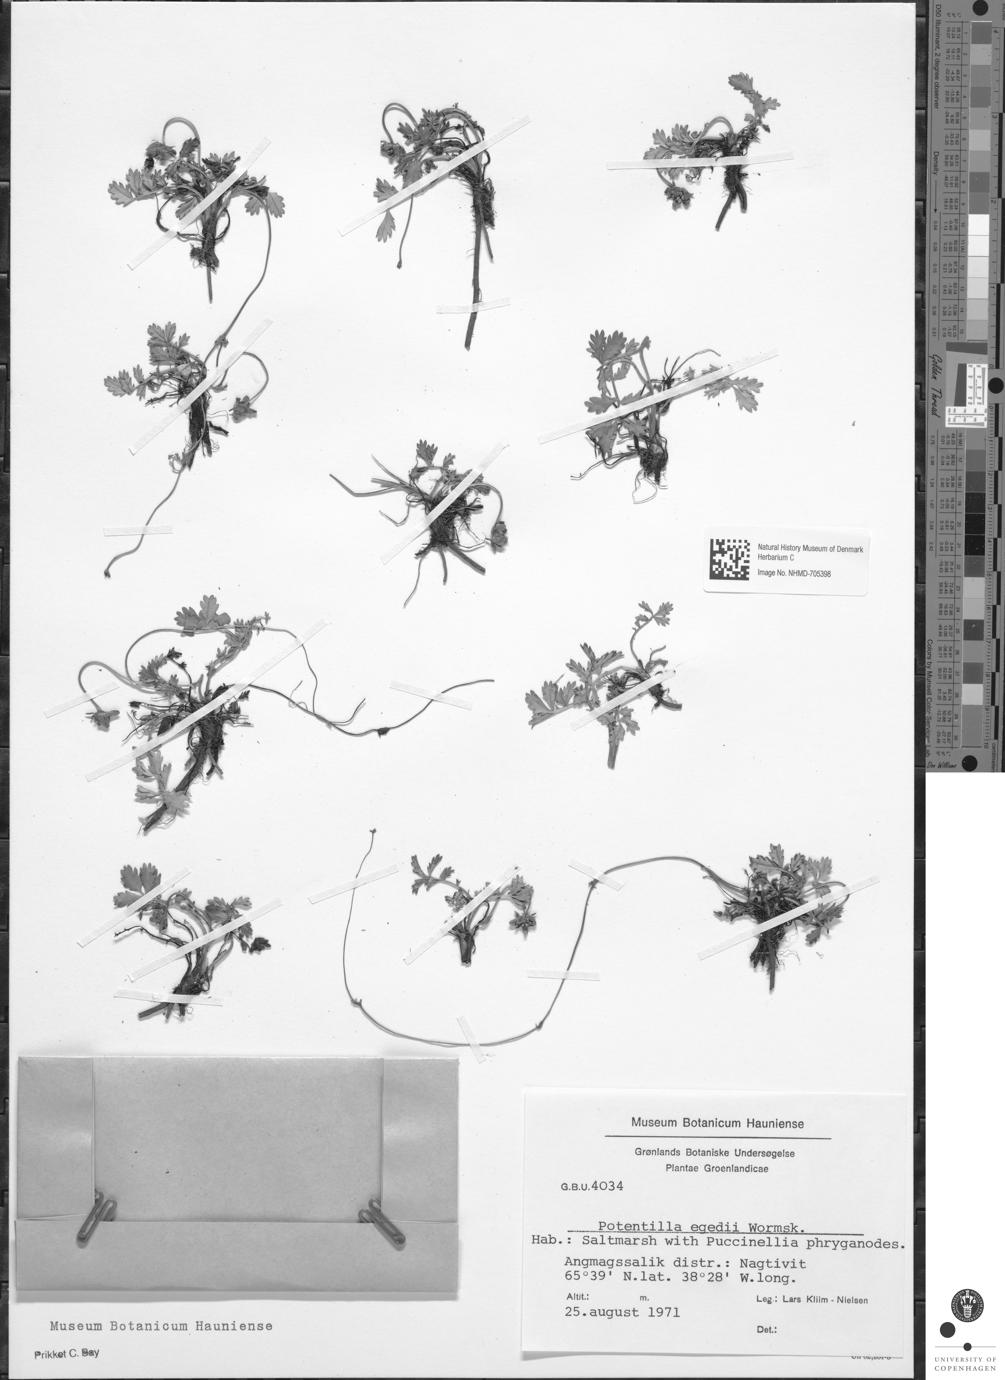 Natural History Museum of Denmark
Herbarium C
Image No. NHMD-705398
Golden Thread
Museum Botanicum Hauniense
Grønlands Botaniske Undersøgelse
Plantae Groenlandicae
G.B.U. 4034
Potentilla egedii Wormsk.
Hab.: Saltmarsh with Puccinellia phryganodes.
Angmagssalik distr.: Nagtivit
65°39' N.lat. 38°28' W.long.
Altit.: m.
Leg.: Lars Kliim - Nielsen
25.august 1971
Det.:
Museum Botanicum Hauniense
Prikket C. Bay
UNIVERSITY OF
COPENHAGEN